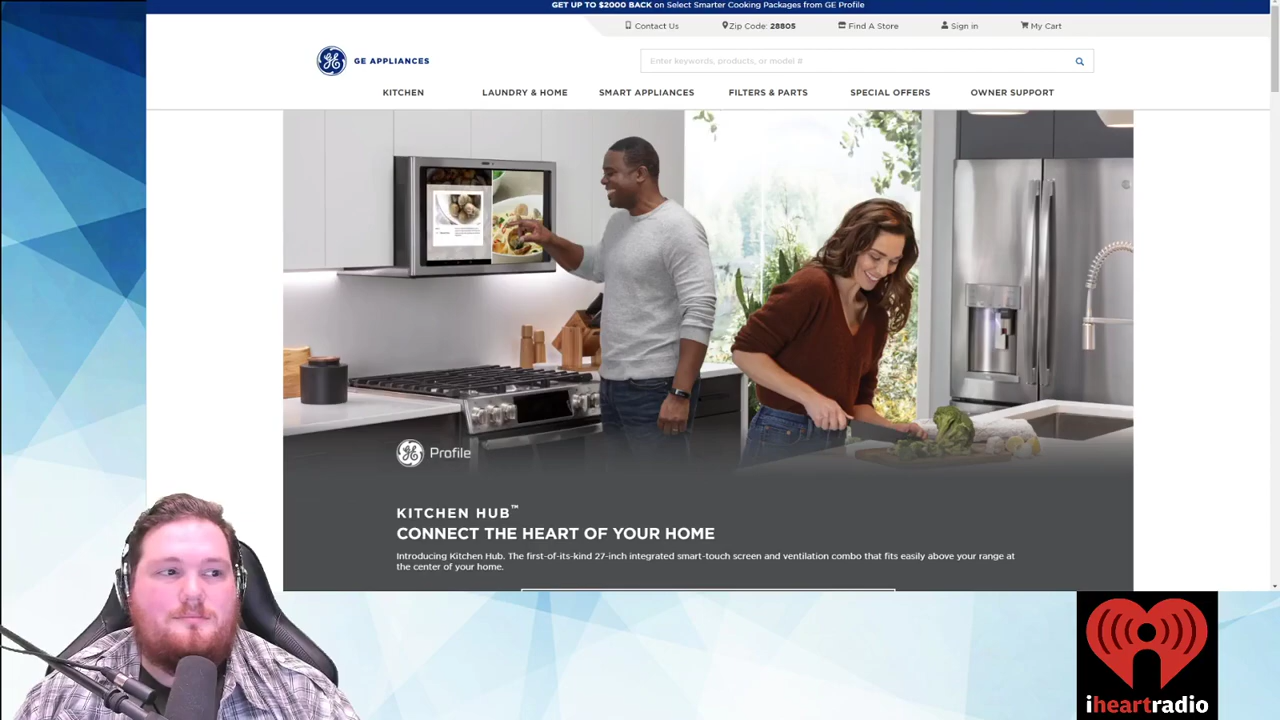 GET UP TO $2000 BACK on Select Smarter Cooking Packages from GE Profile
Contact Us
Zip Code: 28805
Find A Store
Sign in
My Cart
GE APPLIANCES
Enter keywords, products, or model #
KITCHEN
LAUNDRY & HOME
SMART APPLIANCES
FILTERS & PARTS
SPECIAL OFFERS
OWNER SUPPORT
Profile
KITCHEN HUB™
CONNECT THE HEART OF YOUR HOME
Introducing Kitchen Hub. The first-of-its-kind 27-inch integrated smart-touch screen and ventilation combo that fits easily above your range at
the center of your home.
iheartradio